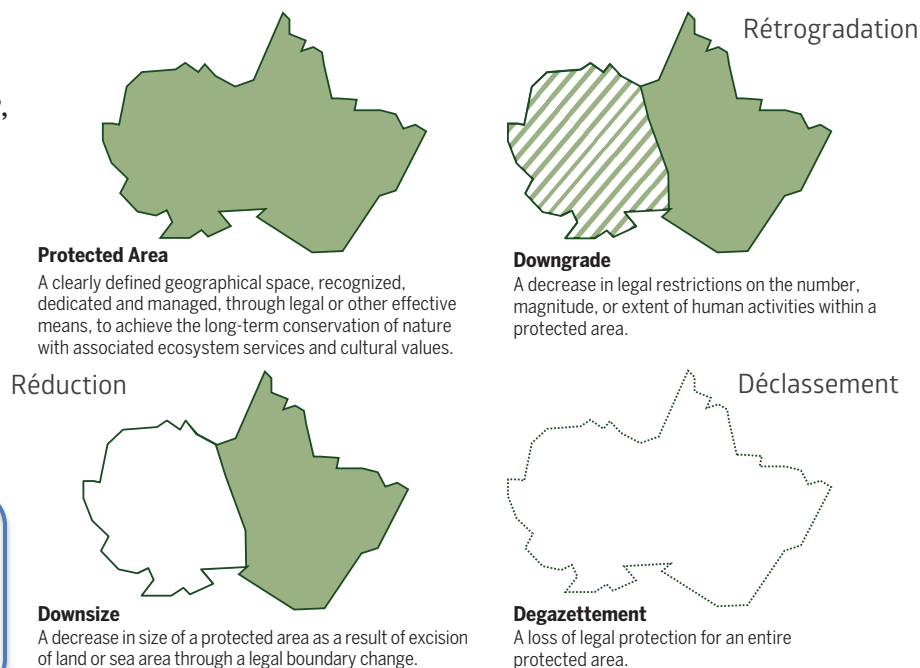 Rétrogradation
Protected Area
A clearly defined geographical space, recognized,
dedicated and managed, through legal or other effective
means, to achieve the long-term conservation of nature
with associated ecosystem services and cultural values.
Downgrade
A decrease in legal restrictions on the number,
magnitude, or extent of human activities within a
protected area.
Réduction
Déclassement
Downsize
A decrease in size of a protected area as a result of excision
of land or sea area through a legal boundary change.
Degazettement
A loss of legal protection for an entire
protected area.